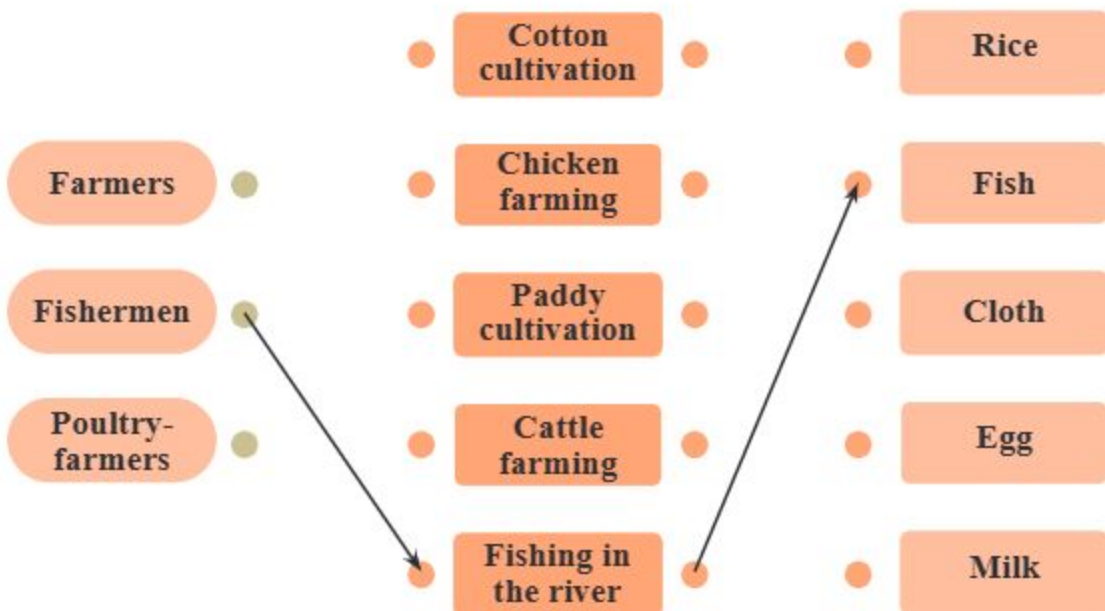 Farmers
Fishermen
Poultry-
farmers
Cotton
cultivation
Chicken
farming
Paddy
cultivation
Cattle
farming
Fishing in
the river
Rice
Fish
Cloth
Egg
Milk